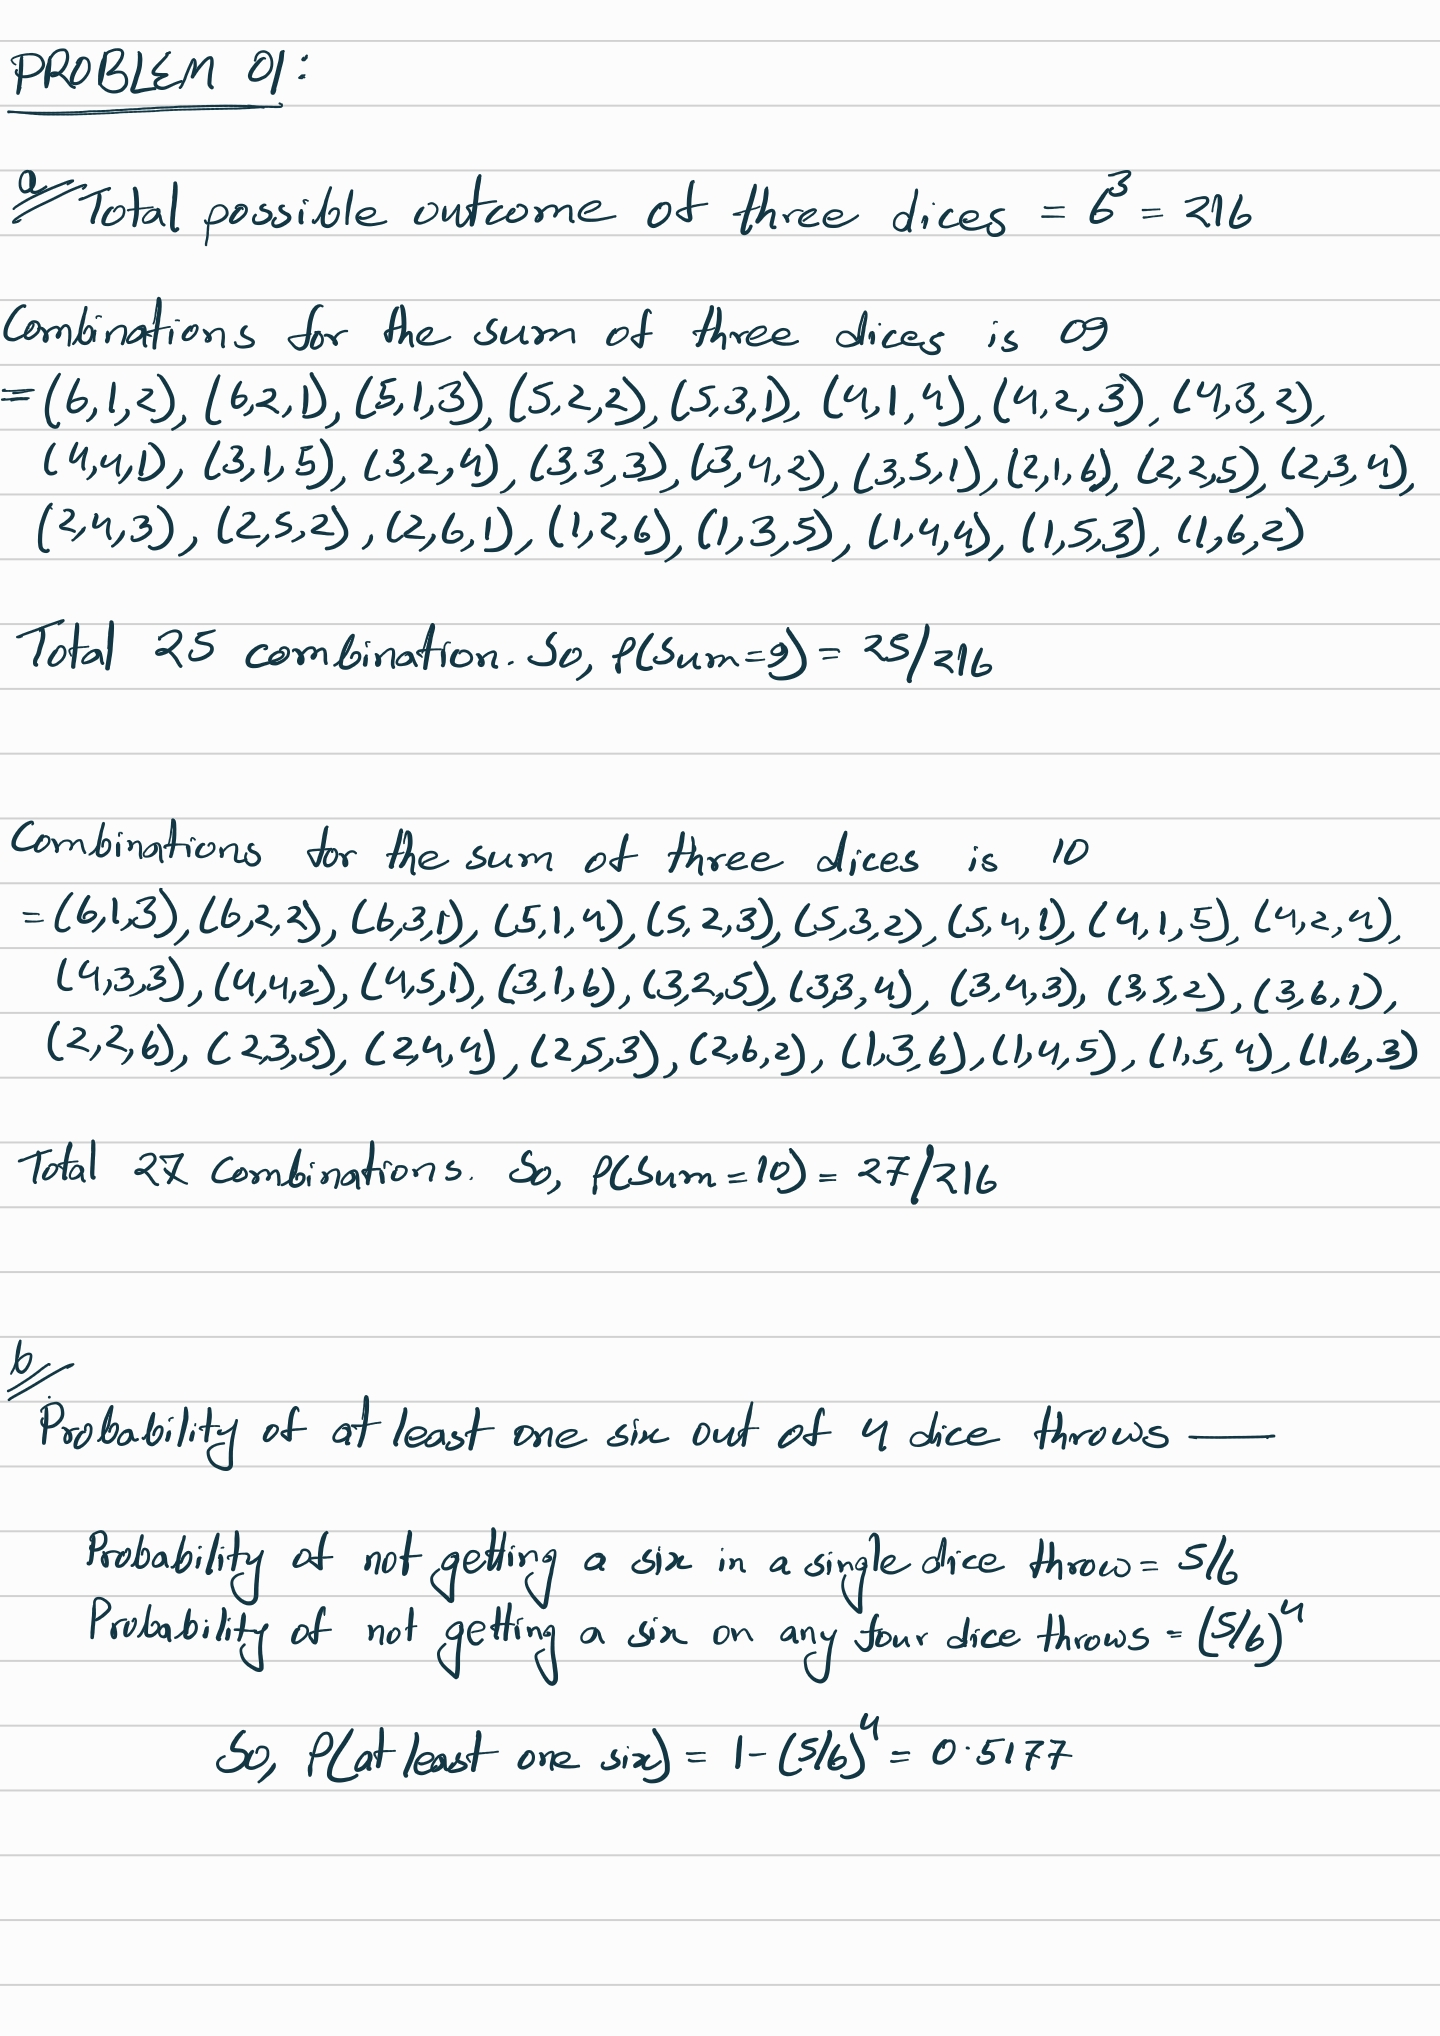 PROBLEM 01:
a
Total possible outcome of three dices = 6³ = 216
Combinations for the sum of three dices is 09
= (6,1,2), (6,2,1), (5,1,3), (5,2,2), (5,3,1), (4,1,4), (4,2,3), (4,3,2),
(4,4,1), (3,1,5), (3,2,4), (3,3,3), (3,4,2), (3,5,1), (2,1,6), (2,2,5), (2,3,4),
(2,4,3), (2,5,2), (2,6,1), (1,2,6), (1,3,5), (1,4,4), (1,5,3), (1,6,2)
Total 25 combination. So, P(Sum=9) = 25/216
Combinations for the sum of three dices is 10
= (6,1,3), (6,2,2), (6,3,1), (5,1,4), (5,2,3), (5,3,2), (5,4,1), (4,1,5), (4,2,4),
(4,3,3), (4,4,2), (4,5,1), (3,1,6), (3,2,5), (3,3,4), (3,4,3), (3,5,2), (3,6,1),
(2,2,6), (2,3,5), (2,4,4), (2,5,3), (2,6,2), (1,3,6), (1,4,5), (1,5,4), (1,6,3)
Total 27 Combinations. So, P(Sum=10) = 27/216
b
Probability of at least one six out of 4 dice throws —
Probability of not getting a six in a single dice throw = 5/6
Probability of not getting a six on any four dice throws = (5/6)⁴
So, P(at least one six) = 1-(5/6)⁴ = 0.5177